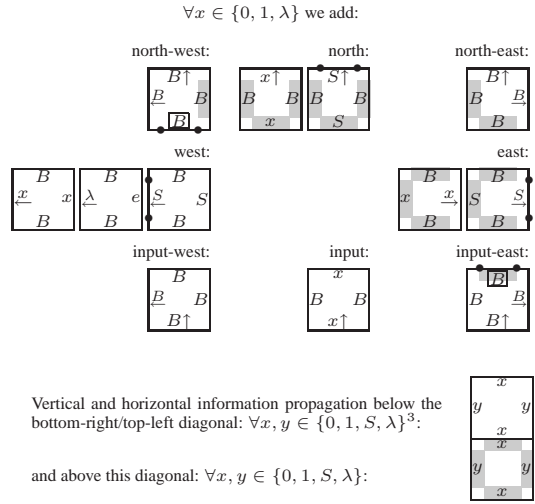 ∀x ∈ {0, 1, λ} we add:
north-west: north: north-east:
B↑ x↑ S↑ B↑
←B B B B B B B B→
B x S B
west: east:
B B B B B
←x x ←λ e ←S S x x→ S S→
B B B B B
input-west: input: input-east:
B x B
←B B B B B B→
B↑ x↑ B↑
x
Vertical and horizontal information propagation below the y y
bottom-right/top-left diagonal: ∀x, y ∈ {0, 1, S, λ}³: x
x
and above this diagonal: ∀x, y ∈ {0, 1, S, λ}: y y
x